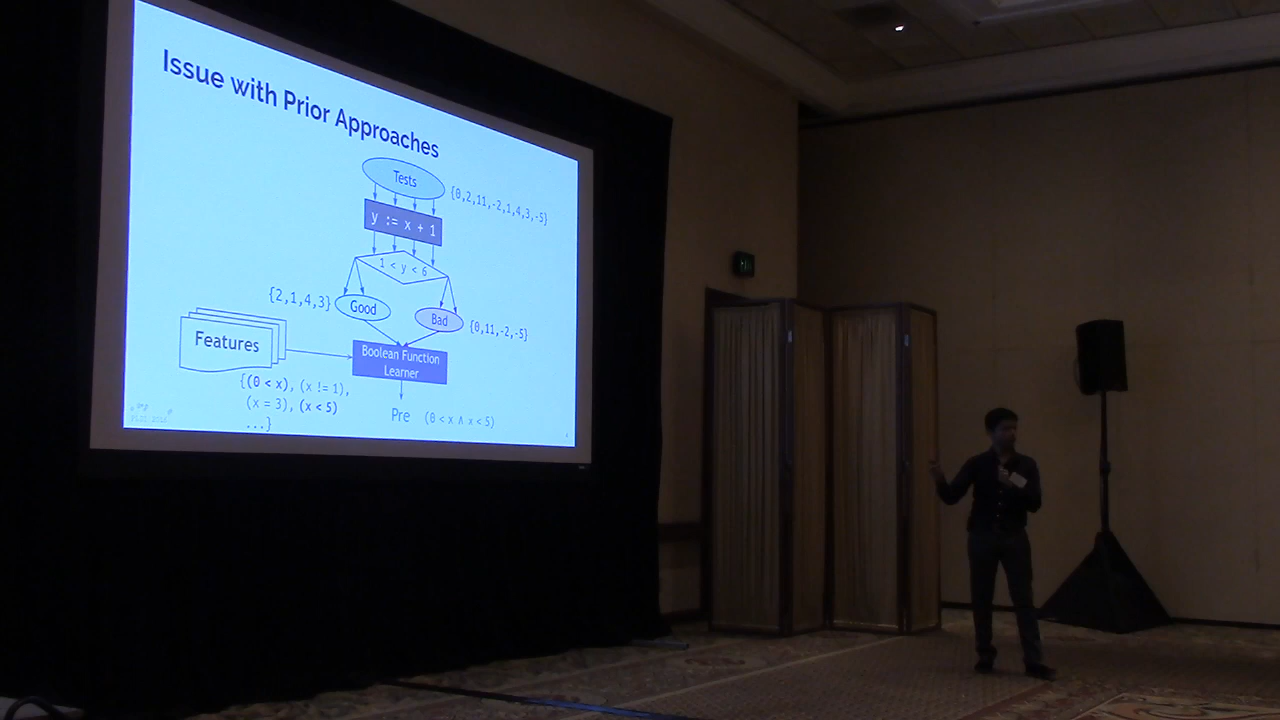 Issue with Prior Approaches
Tests
{0,2,11,-2,1,4,3,-5}
y := x + 1
1 < y < 6
{2,1,4,3}
Good
Bad
{0,11,-2,-5}
Features
Boolean Function
Learner
{(0 < x), (x != 1),
(x = 3), (x < 5)
...}
Pre (0 < x ∧ x < 5)